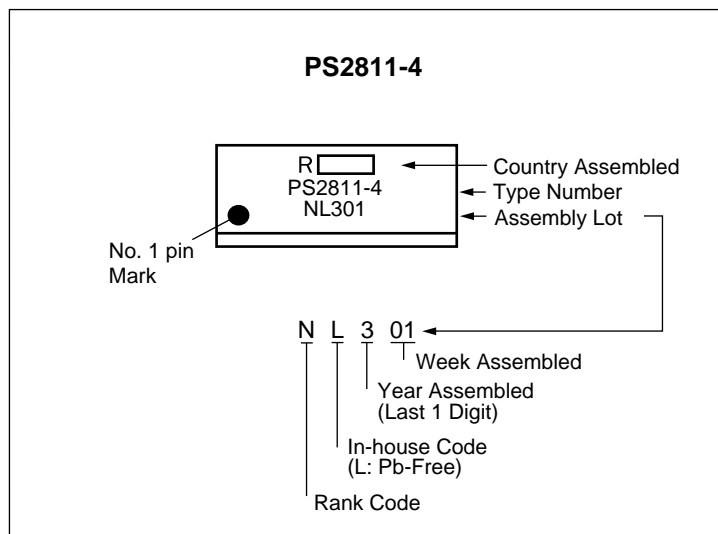 PS2811-4
R
Country Assembled
PS2811-4
Type Number
NL301
Assembly Lot
No. 1 pin
Mark
N L 3 01
Week Assembled
Year Assembled
(Last 1 Digit)
In-house Code
(L: Pb-Free)
Rank Code